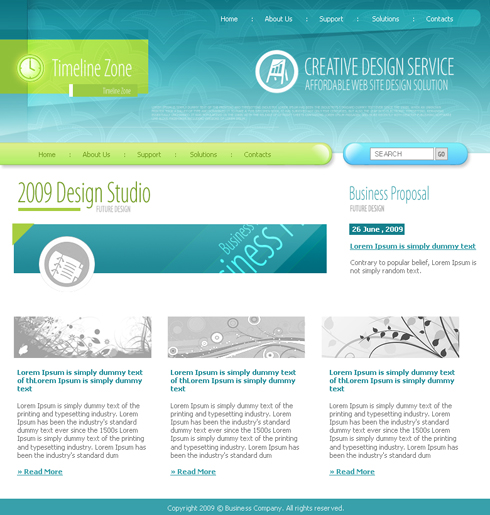 Home : About Us : Support : Solutions : Contacts
Timeline Zone
Timeline Zone
CREATIVE DESIGN SERVICE
AFFORDABLE WEB SITE DESIGN SOLUTION
Home : About Us : Support : Solutions : Contacts
SEARCH GO
2009 Design Studio
FUTURE DESIGN
Business Proposal
FUTURE DESIGN
26 June , 2009
Lorem Ipsum is simply dummy text
Contrary to popular belief, Lorem Ipsum is
not simply random text.
Business
Business
Lorem Ipsum is simply dummy text
of thLorem Ipsum is simply dummy
text
Lorem Ipsum is simply dummy text of the
printing and typesetting industry. Lorem
Ipsum has been the industry's standard
dummy text ever since the 1500s Lorem
Ipsum is simply dummy text of the printing
and typesetting industry. Lorem Ipsum has
been the industry's standard dum
» Read More
Lorem Ipsum is simply dummy text
of thLorem Ipsum is simply dummy
text
Lorem Ipsum is simply dummy text of the
printing and typesetting industry. Lorem
Ipsum has been the industry's standard
dummy text ever since the 1500s Lorem
Ipsum is simply dummy text of the printing
and typesetting industry. Lorem Ipsum has
been the industry's standard dum
» Read More
Lorem Ipsum is simply dummy text
of thLorem Ipsum is simply dummy
text
Lorem Ipsum is simply dummy text of the
printing and typesetting industry. Lorem
Ipsum has been the industry's standard
dummy text ever since the 1500s Lorem
Ipsum is simply dummy text of the printing
and typesetting industry. Lorem Ipsum has
been the industry's standard dum
» Read More
Copyright 2009 © Business Company. All rights reserved.